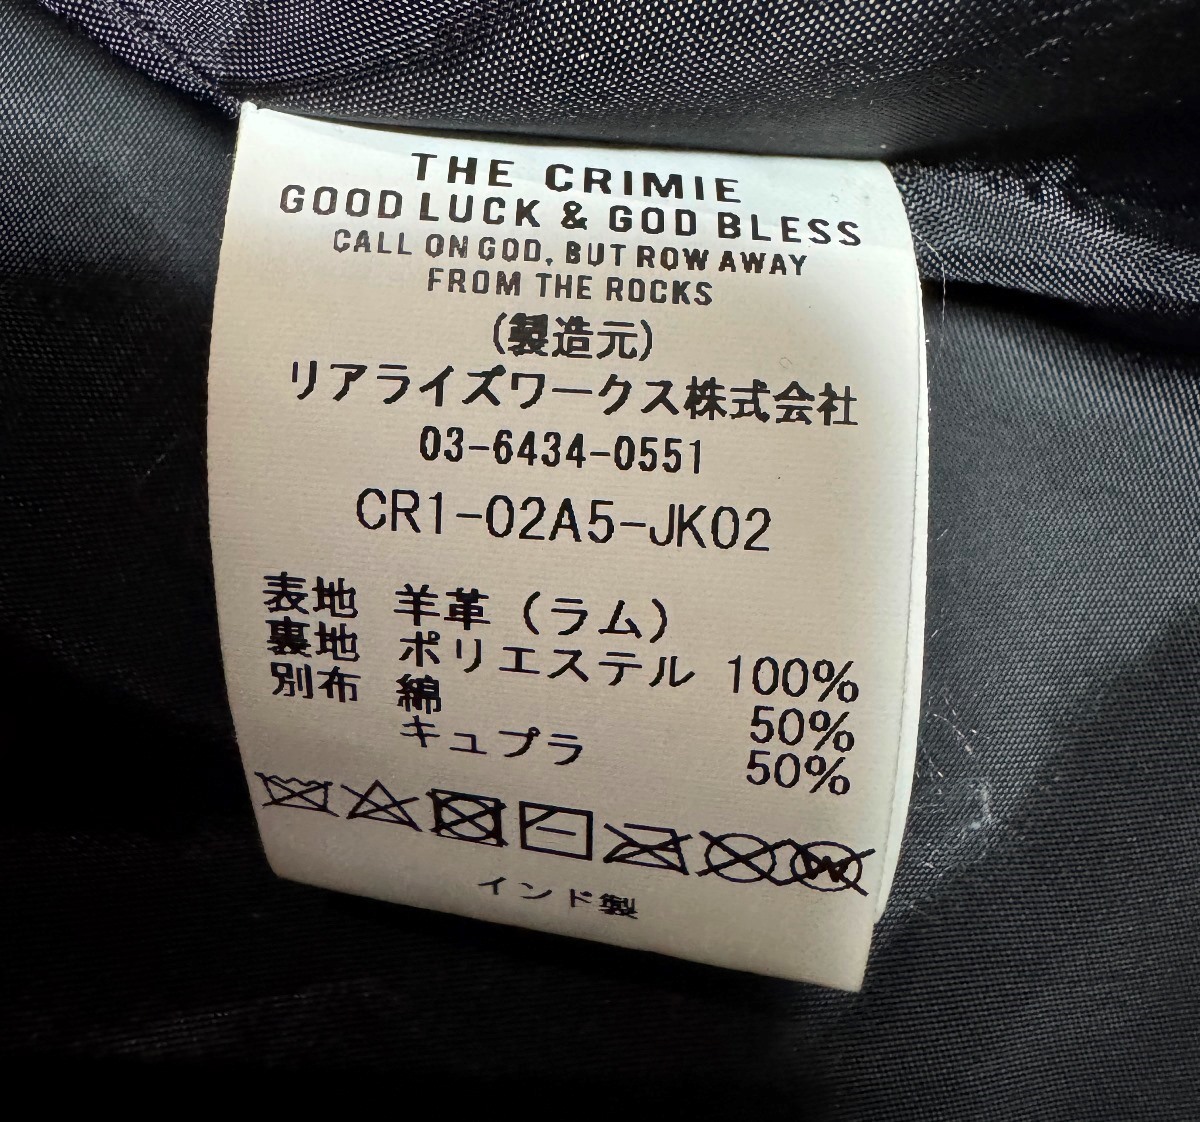 THE CRIMIE
GOOD LUCK & GOD BLESS
CALL ON GOD, BUT ROW AWAY
FROM THE ROCKS
(製造元)
リアライズワークス株式会社
03-6434-0551
CR1-02A5-JK02
表地 羊革（ラム）
裏地 ポリエステル 100%
別布 綿 50%
キュプラ 50%
インド製